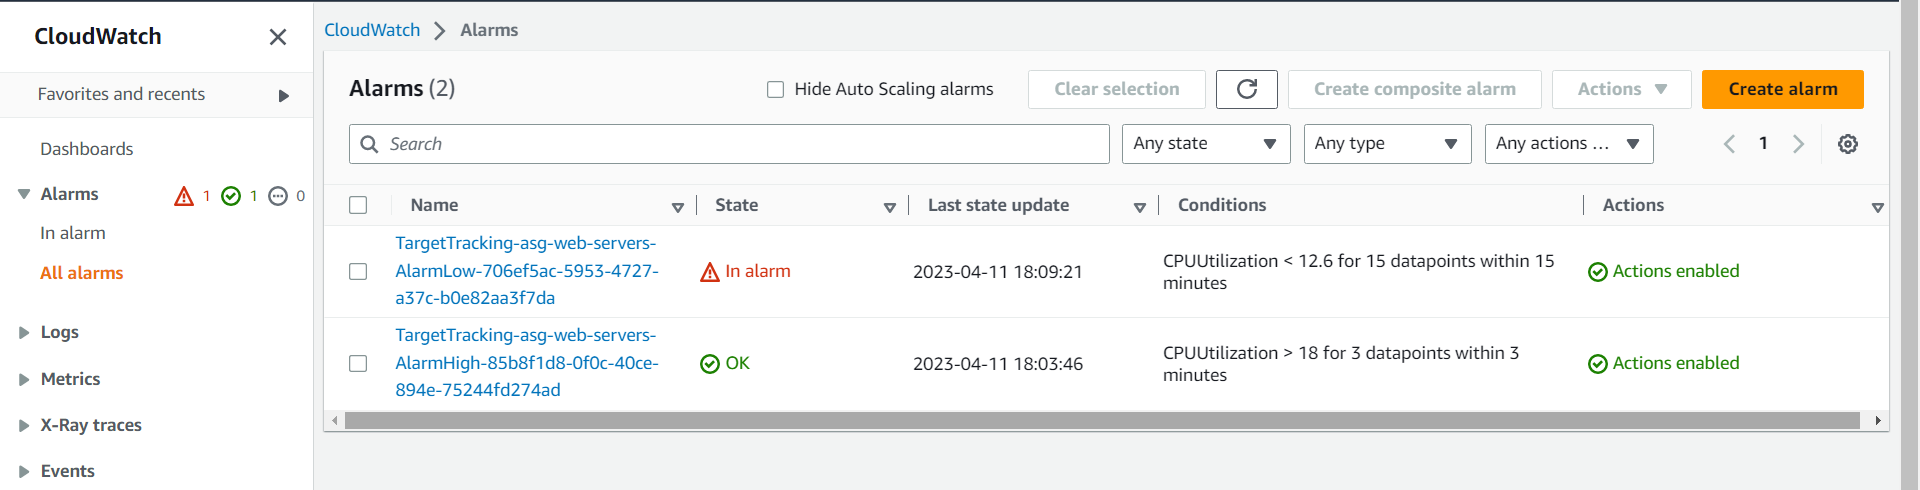 CloudWatch
Favorites and recents
Dashboards
Alarms 1 1 0
In alarm
All alarms
Logs
Metrics
X-Ray traces
Events
CloudWatch Alarms
Alarms (2)
Hide Auto Scaling alarms
Clear selection
Create composite alarm
Actions
Create alarm
Search
Any state
Any type
Any actions ...
1
Name State Last state update Conditions Actions
TargetTracking-asg-web-servers-
AlarmLow-706ef5ac-5953-4727-
a37c-b0e82aa3f7da
In alarm
2023-04-11 18:09:21
CPUUtilization < 12.6 for 15 datapoints within 15
minutes
Actions enabled
TargetTracking-asg-web-servers-
AlarmHigh-85b8f1d8-0f0c-40ce-
894e-75244fd274ad
OK
2023-04-11 18:03:46
CPUUtilization > 18 for 3 datapoints within 3
minutes
Actions enabled